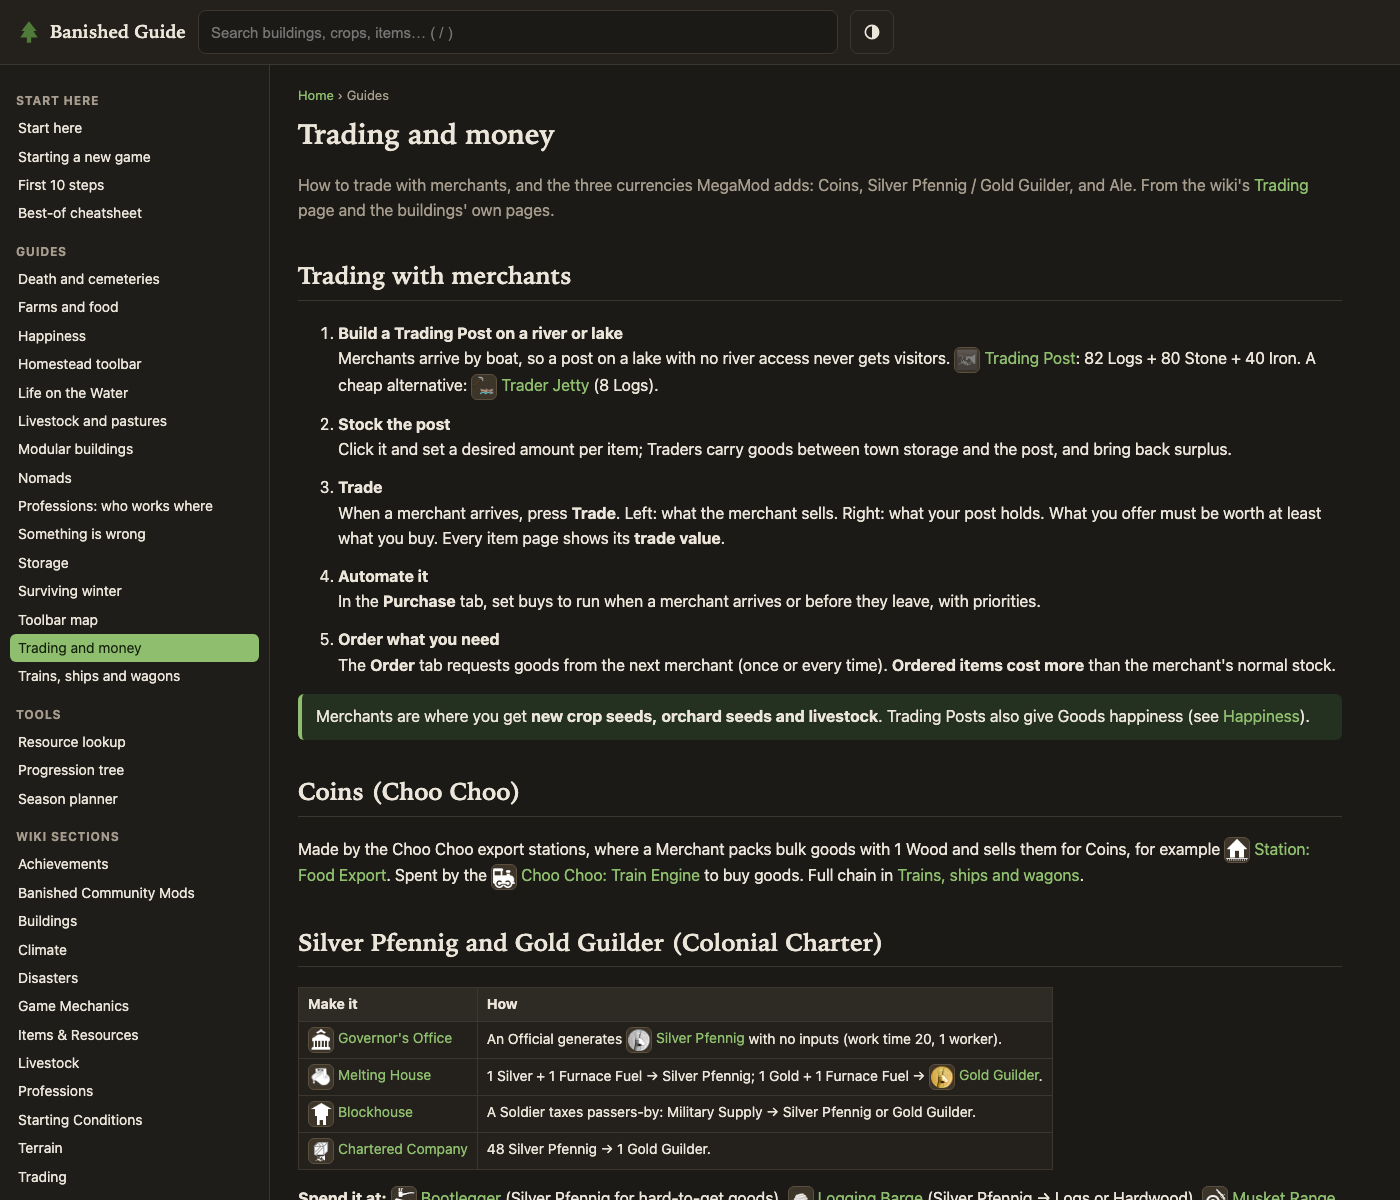 Banished Guide
Search buildings, crops, items… ( / )
START HERE
Start here
Starting a new game
First 10 steps
Best-of cheatsheet
GUIDES
Death and cemeteries
Farms and food
Happiness
Homestead toolbar
Life on the Water
Livestock and pastures
Modular buildings
Nomads
Professions: who works where
Something is wrong
Storage
Surviving winter
Toolbar map
Trading and money
Trains, ships and wagons
TOOLS
Resource lookup
Progression tree
Season planner
WIKI SECTIONS
Achievements
Banished Community Mods
Buildings
Climate
Disasters
Game Mechanics
Items & Resources
Livestock
Professions
Starting Conditions
Terrain
Trading
Home › Guides
Trading and money
How to trade with merchants, and the three currencies MegaMod adds: Coins, Silver Pfennig / Gold Guilder, and Ale. From the wiki's Trading
page and the buildings' own pages.
Trading with merchants
1. Build a Trading Post on a river or lake
Merchants arrive by boat, so a post on a lake with no river access never gets visitors. Trading Post: 82 Logs + 80 Stone + 40 Iron. A
cheap alternative: Trader Jetty (8 Logs).
2. Stock the post
Click it and set a desired amount per item; Traders carry goods between town storage and the post, and bring back surplus.
3. Trade
When a merchant arrives, press Trade. Left: what the merchant sells. Right: what your post holds. What you offer must be worth at least
what you buy. Every item page shows its trade value.
4. Automate it
In the Purchase tab, set buys to run when a merchant arrives or before they leave, with priorities.
5. Order what you need
The Order tab requests goods from the next merchant (once or every time). Ordered items cost more than the merchant's normal stock.
Merchants are where you get new crop seeds, orchard seeds and livestock. Trading Posts also give Goods happiness (see Happiness).
Coins (Choo Choo)
Made by the Choo Choo export stations, where a Merchant packs bulk goods with 1 Wood and sells them for Coins, for example Station:
Food Export. Spent by the Choo Choo: Train Engine to buy goods. Full chain in Trains, ships and wagons.
Silver Pfennig and Gold Guilder (Colonial Charter)
Make it How
Governor's Office An Official generates Silver Pfennig with no inputs (work time 20, 1 worker).
Melting House 1 Silver + 1 Furnace Fuel → Silver Pfennig; 1 Gold + 1 Furnace Fuel → Gold Guilder.
Blockhouse A Soldier taxes passers-by: Military Supply → Silver Pfennig or Gold Guilder.
Chartered Company 48 Silver Pfennig → 1 Gold Guilder.
Spend it at: Bootlegger (Silver Pfennig for hard-to-get goods), Logging Barge (Silver Pfennig → Logs or Hardwood), Musket Range